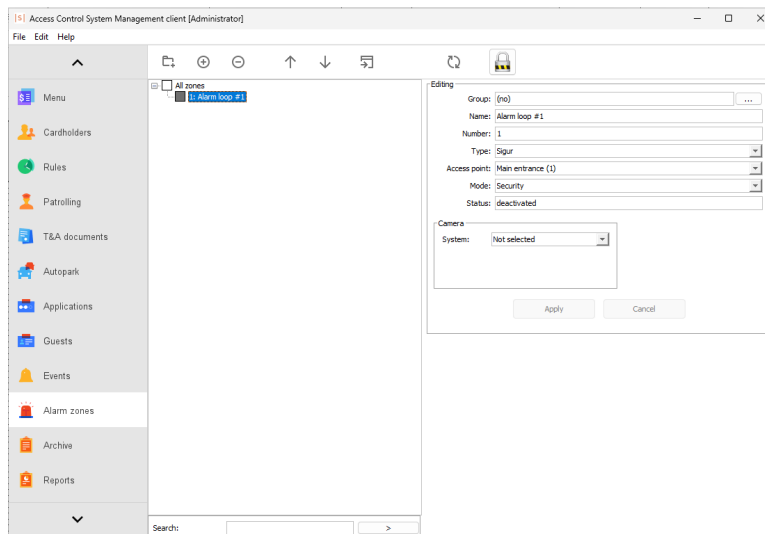 |S| Access Control System Management client [Administrator]
File Edit Help
Menu
Cardholders
Rules
Patrolling
T&A documents
Autopark
Applications
Guests
Events
Alarm zones
Archive
Reports
All zones
1: Alarm loop #1
Search:
>
Editing
Group: (no) ...
Name: Alarm loop #1
Number: 1
Type: Sigur
Access point: Main entrance (1)
Mode: Security
Status: deactivated
Camera
System: Not selected
Apply Cancel